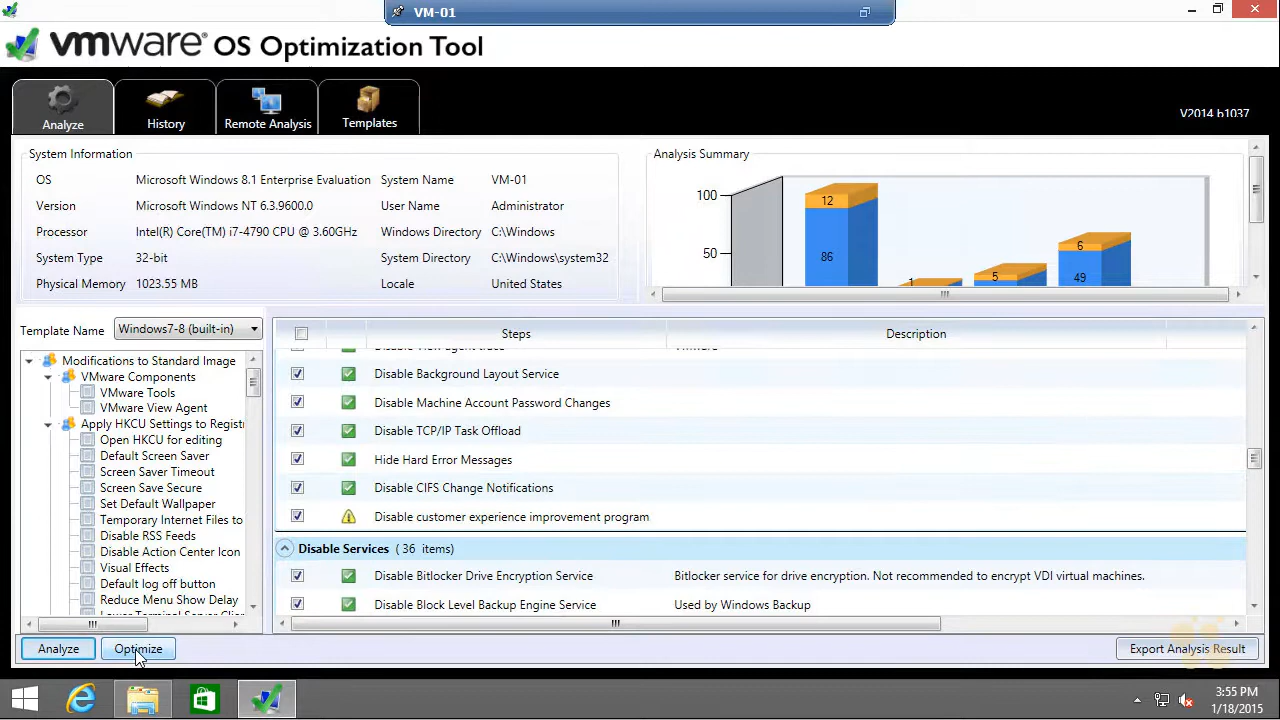 VM-01
vmware® OS Optimization Tool
Analyze
History
Remote Analysis
Templates
V2014 b1037
System Information
OS Microsoft Windows 8.1 Enterprise Evaluation System Name VM-01
Version Microsoft Windows NT 6.3.9600.0 User Name Administrator
Processor Intel(R) Core(TM) i7-4790 CPU @ 3.60GHz Windows Directory C:\Windows
System Type 32-bit System Directory C:\Windows\system32
Physical Memory 1023.55 MB Locale United States
Analysis Summary
100
50
12
86
1
5
6
49
Template Name Windows7-8 (built-in)
Modifications to Standard Image
VMware Components
VMware Tools
VMware View Agent
Apply HKCU Settings to Registr
Open HKCU for editing
Default Screen Saver
Screen Saver Timeout
Screen Save Secure
Set Default Wallpaper
Temporary Internet Files to
Disable RSS Feeds
Disable Action Center Icon
Visual Effects
Default log off button
Reduce Menu Show Delay
Steps Description
Disable Background Layout Service
Disable Machine Account Password Changes
Disable TCP/IP Task Offload
Hide Hard Error Messages
Disable CIFS Change Notifications
Disable customer experience improvement program
Disable Services ( 36 items)
Disable Bitlocker Drive Encryption Service Bitlocker service for drive encryption. Not recommended to encrypt VDI virtual machines.
Disable Block Level Backup Engine Service Used by Windows Backup
Analyze
Optimize
Export Analysis Result
3:55 PM
1/18/2015